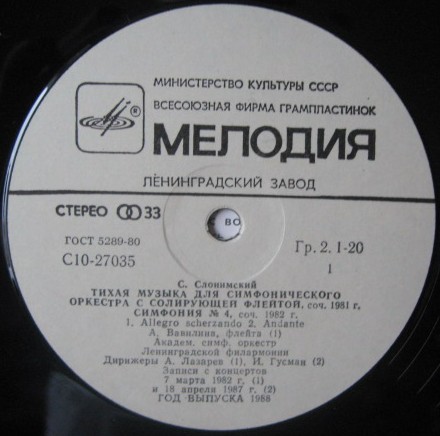 МИНИСТЕРСТВО КУЛЬТУРЫ СССР
ВСЕСОЮЗНАЯ ФИРМА ГРАМПЛАСТИНОК
®
МЕЛОДИЯ
ЛЕНИНГРАДСКИЙ ЗАВОД
СТЕРЕО 33
ВО
ГОСТ 5289-80
Гр. 2. 1-20
С10-27035
1
С. Слонимский
ТИХАЯ МУЗЫКА ДЛЯ СИМФОНИЧЕСКОГО
ОРКЕСТРА С СОЛИРУЮЩЕЙ ФЛЕЙТОЙ, соч. 1981 г.
СИМФОНИЯ № 4, соч. 1982 г.
1. Allegro scherzando 2. Andante
А. Вавилина, флейта (1)
Академ. симф. оркестр
Ленинградской филармонии
Дирижеры А. Лазарев (1), И. Гусман (2)
Записи с концертов
7 марта 1982 г. (1)
и 18 апреля 1987 г. (2)
ГОД ВЫПУСКА 1988